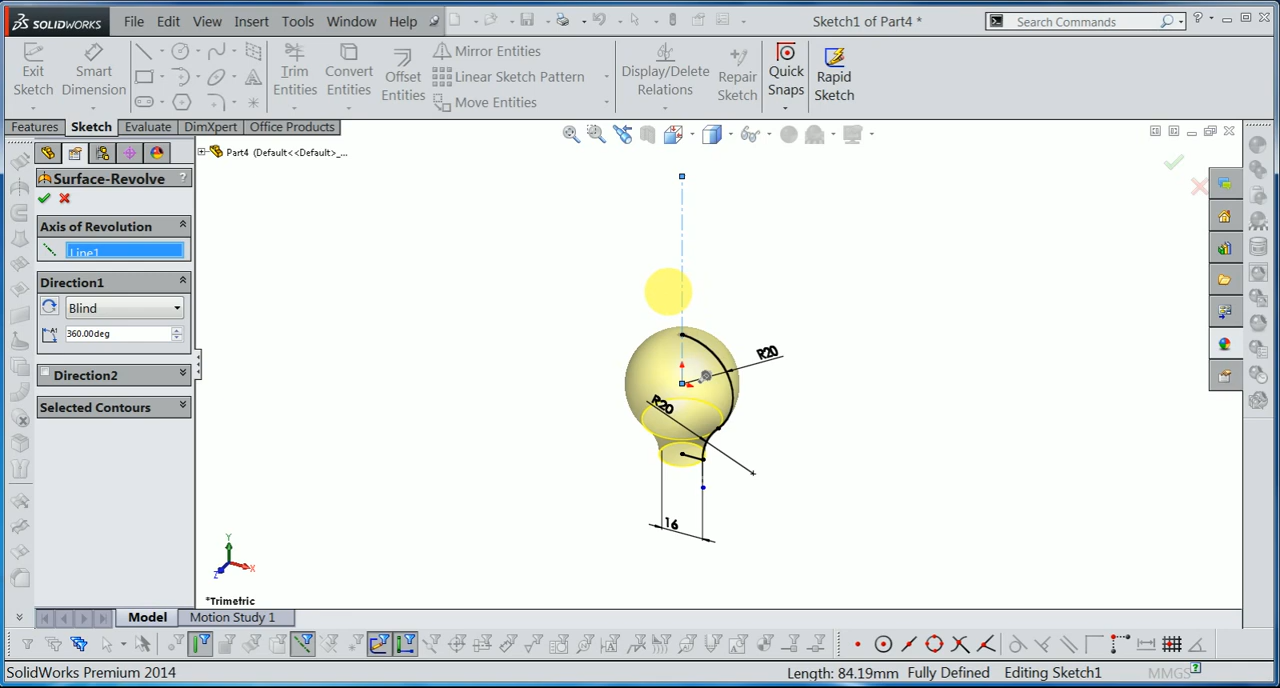 SOLIDWORKS File Edit View Insert Tools Window Help Sketch1 of Part4 * Search Commands ?
Exit Sketch
Smart Dimension
Trim Entities
Convert Entities
Offset Entities
Mirror Entities
Linear Sketch Pattern
Move Entities
Display/Delete Relations
Repair Sketch
Quick Snaps
Rapid Sketch
Features Sketch Evaluate DimXpert Office Products
Part4 (Default<<Default>_...
Surface-Revolve ?
Axis of Revolution
Line1
Direction1
Blind
A1
360.00deg
Direction2
Selected Contours
R20
R20
16
Y
X
Z
*Trimetric
Model Motion Study 1
SolidWorks Premium 2014 Length: 84.19mm Fully Defined Editing Sketch1 MMGS ?